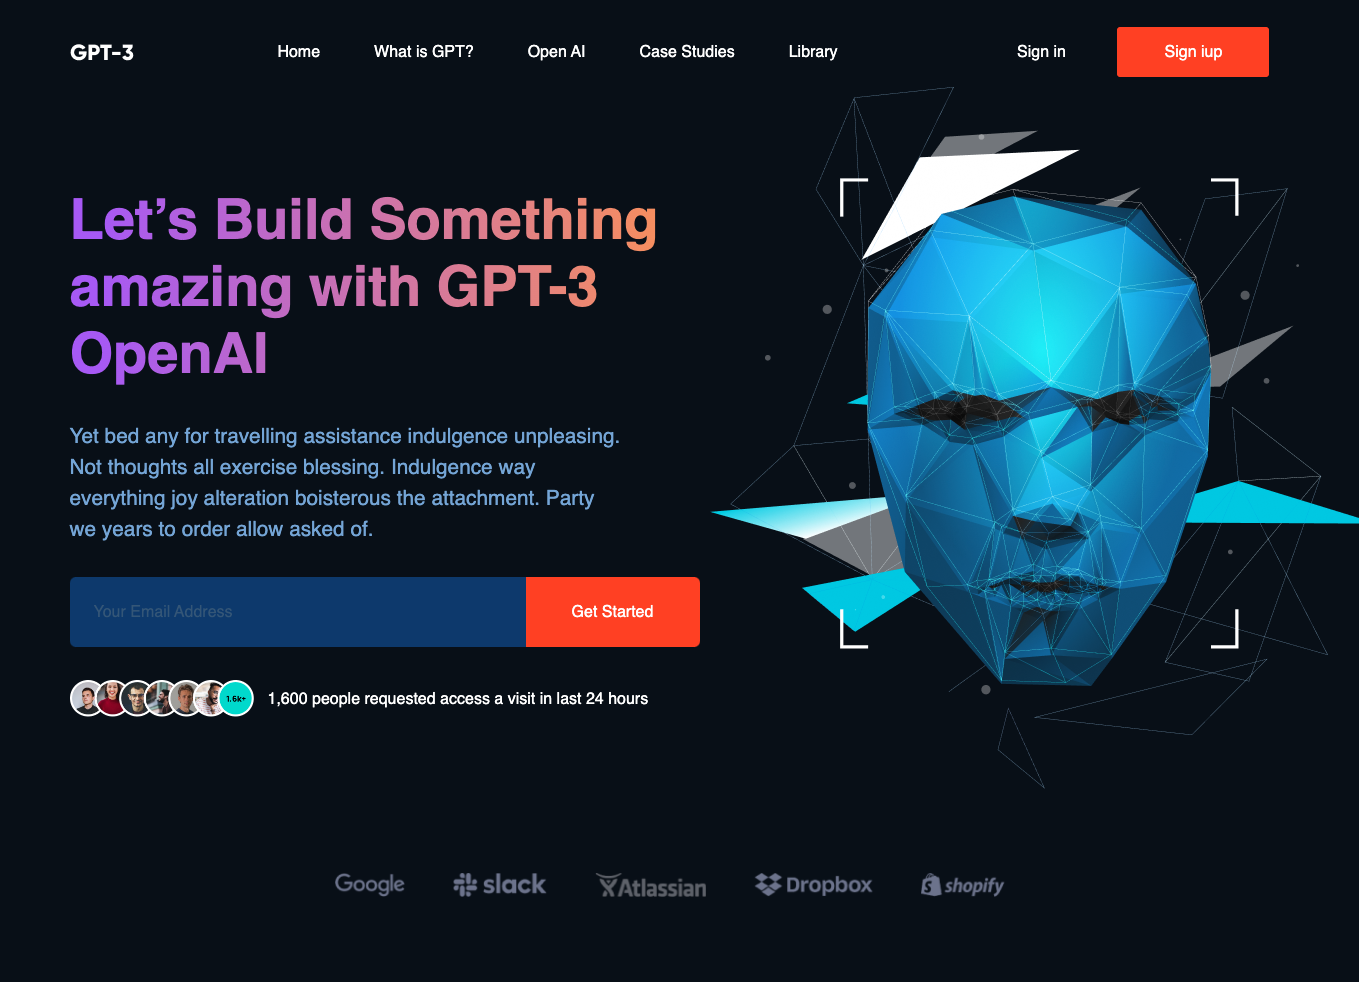 GPT-3
Home
What is GPT?
Open AI
Case Studies
Library
Sign in
Sign iup
Let’s Build Something
amazing with GPT-3
OpenAI
Yet bed any for travelling assistance indulgence unpleasing.
Not thoughts all exercise blessing. Indulgence way
everything joy alteration boisterous the attachment. Party
we years to order allow asked of.
Your Email Address
Get Started
1.6k+
1,600 people requested access a visit in last 24 hours
Google
slack
Atlassian
Dropbox
shopify